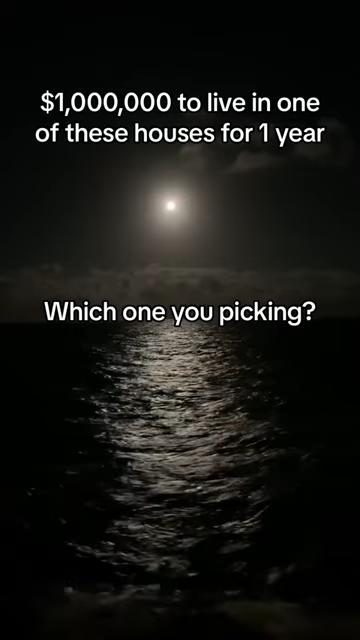 $1,000,000 to live in one
of these houses for 1 year
Which one you picking?